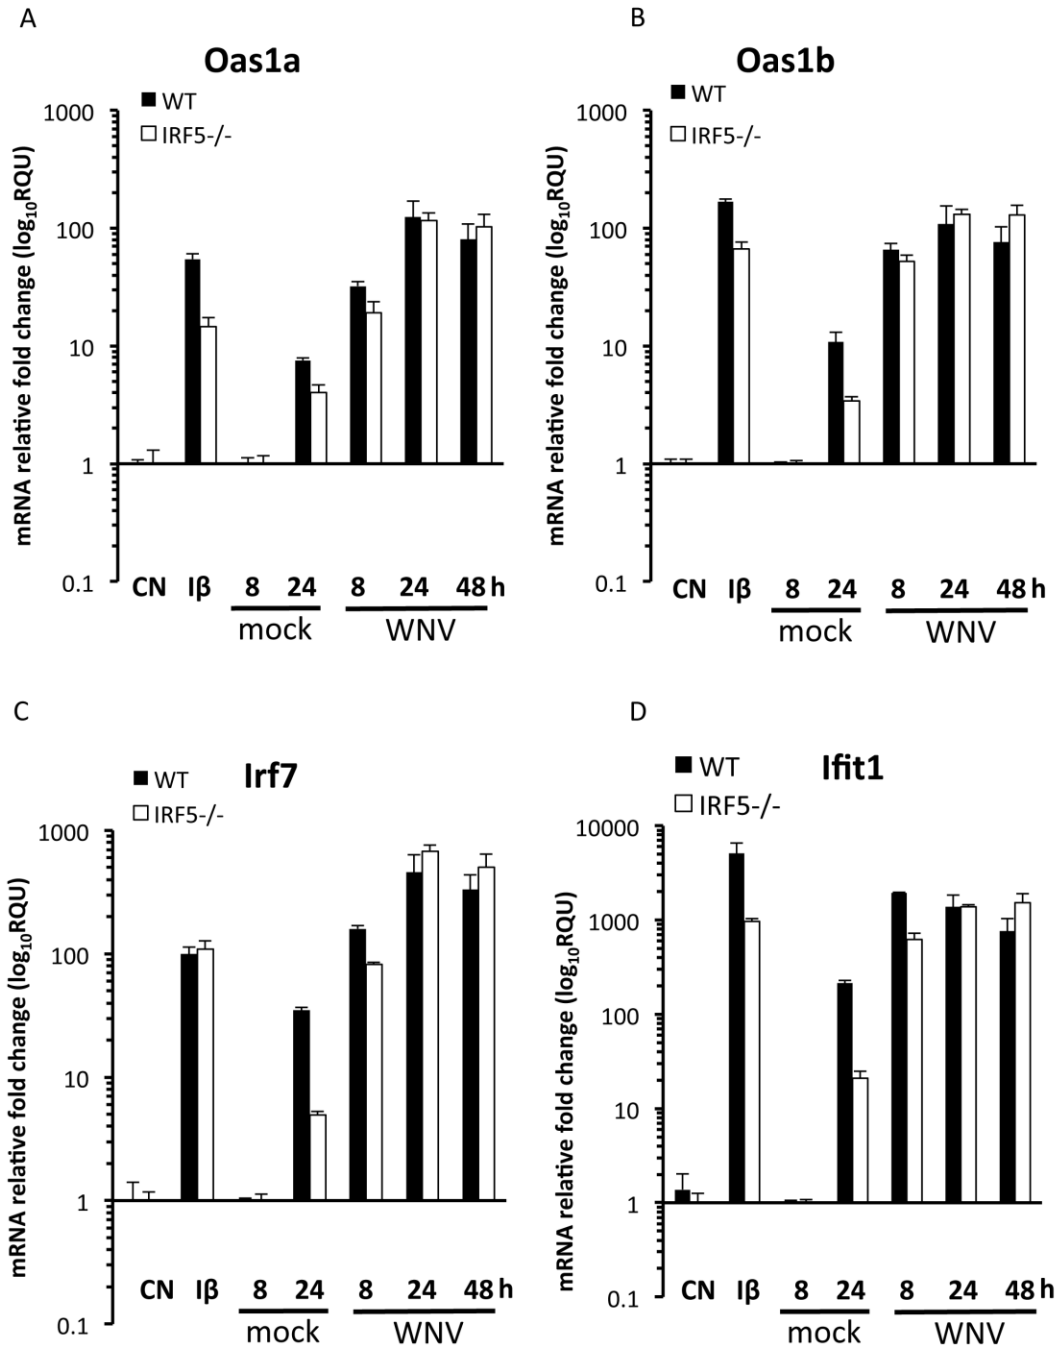 A
Oas1a
WT
IRF5-/-
mRNA relative fold change (log10RQU)
1000
100
10
1
0.1
CN Iβ 8 24 8 24 48 h
mock WNV
B
Oas1b
WT
IRF5-/-
mRNA relative fold change (log10RQU)
1000
100
10
1
0.1
CN Iβ 8 24 8 24 48 h
mock WNV
C
Irf7
WT
IRF5-/-
mRNA relative fold change (log10RQU)
1000
100
10
1
0.1
CN Iβ 8 24 8 24 48 h
mock WNV
D
Ifit1
WT
IRF5-/-
mRNA relative fold change (log10RQU)
10000
1000
100
10
1
0.1
CN Iβ 8 24 8 24 48 h
mock WNV